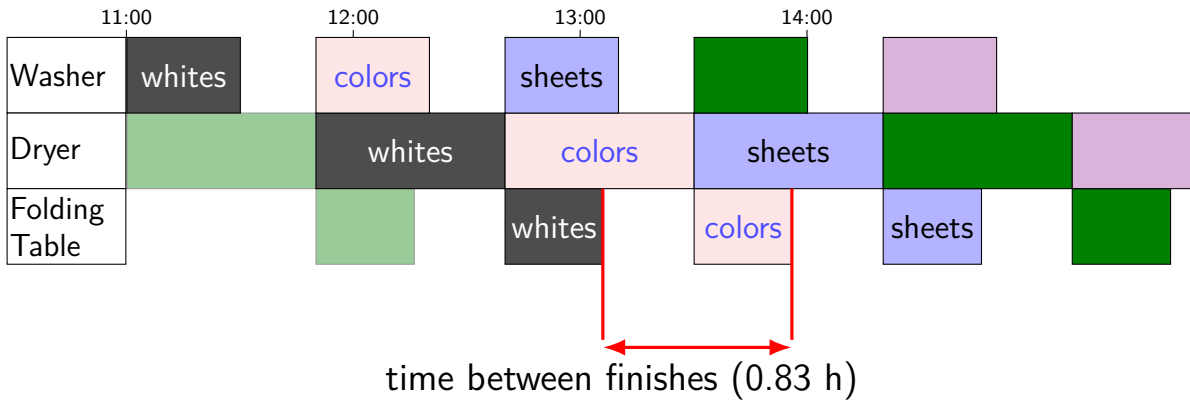 11:00 12:00 13:00 14:00
Washer whites colors sheets
Dryer whites colors sheets
Folding
Table whites colors sheets
time between finishes (0.83 h)